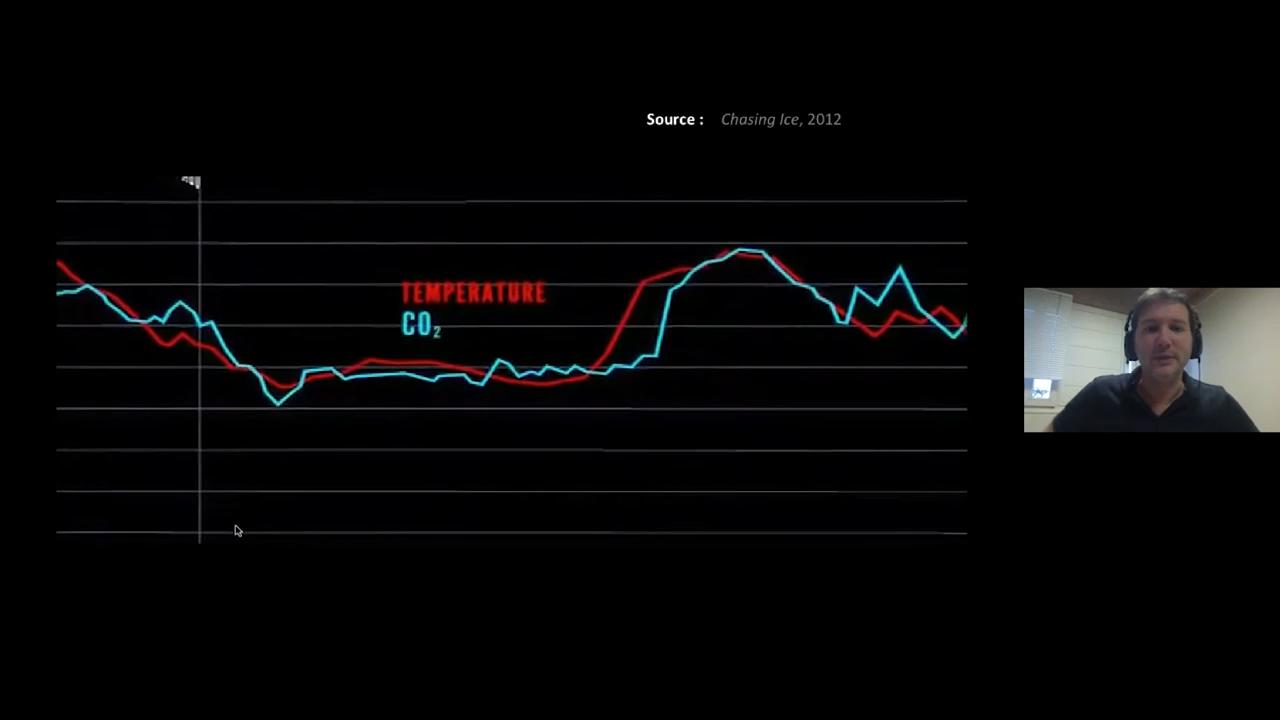 Source : Chasing Ice, 2012
TEMPERATURE
CO₂